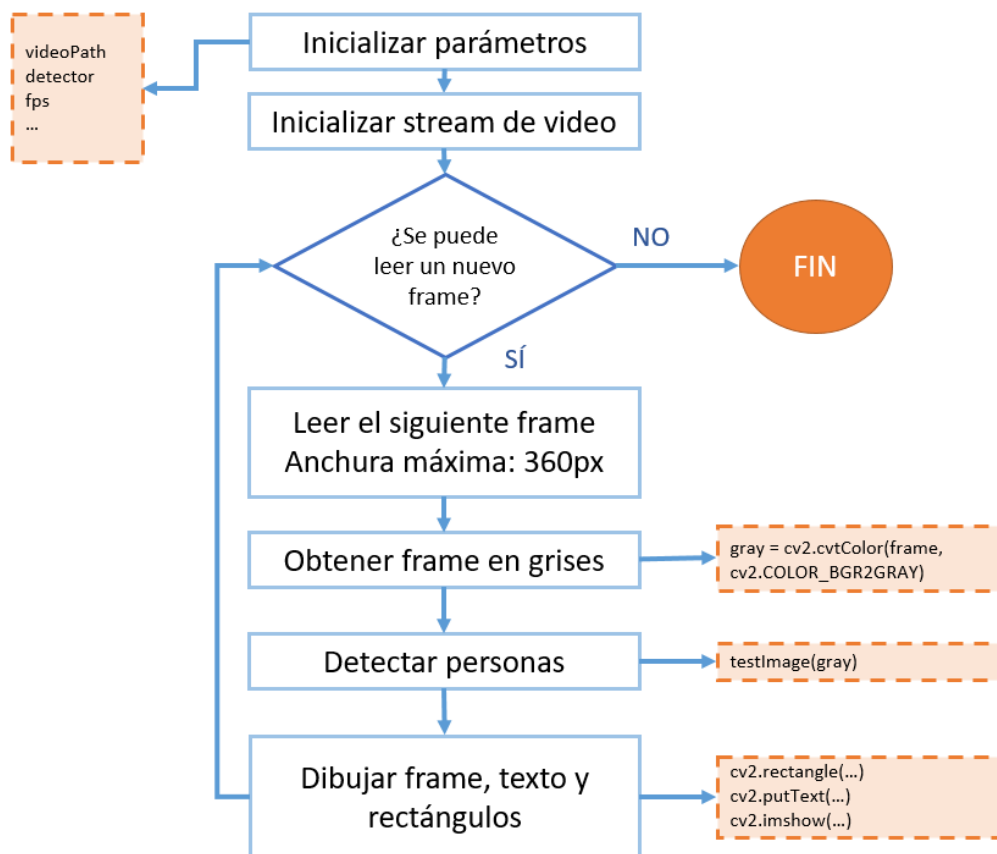 Inicializar parámetros
videoPath
detector
fps
...
Inicializar stream de video
¿Se puede
leer un nuevo
frame?
NO
FIN
SÍ
Leer el siguiente frame
Anchura máxima: 360px
Obtener frame en grises
gray = cv2.cvtColor(frame,
cv2.COLOR_BGR2GRAY)
Detectar personas
testImage(gray)
Dibujar frame, texto y
rectángulos
cv2.rectangle(...)
cv2.putText(...)
cv2.imshow(...)